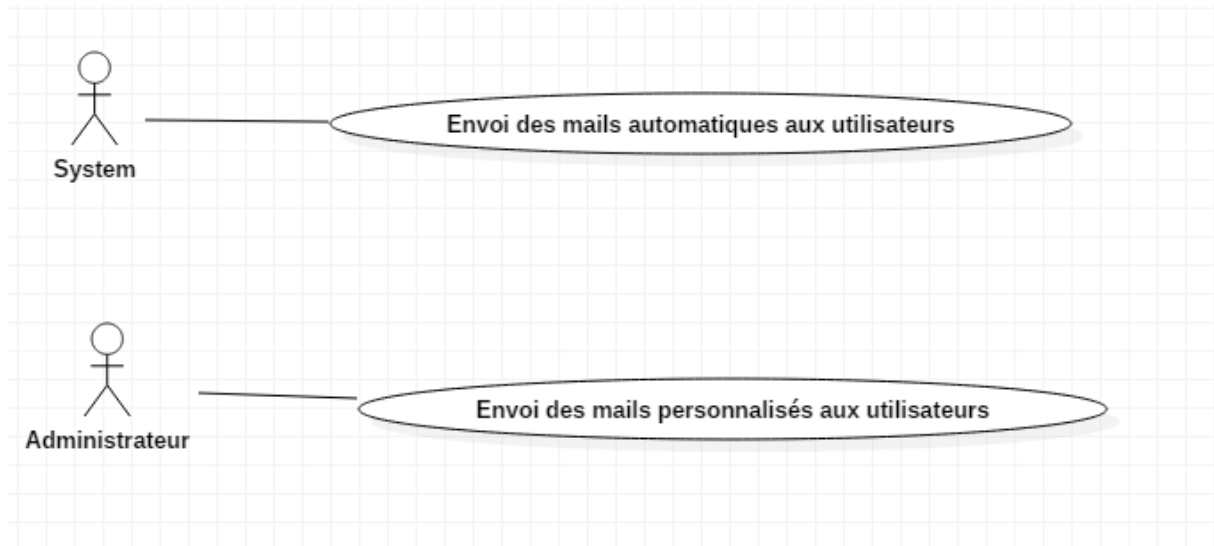 Envoi des mails automatiques aux utilisateurs
System
Envoi des mails personnalisés aux utilisateurs
Administrateur